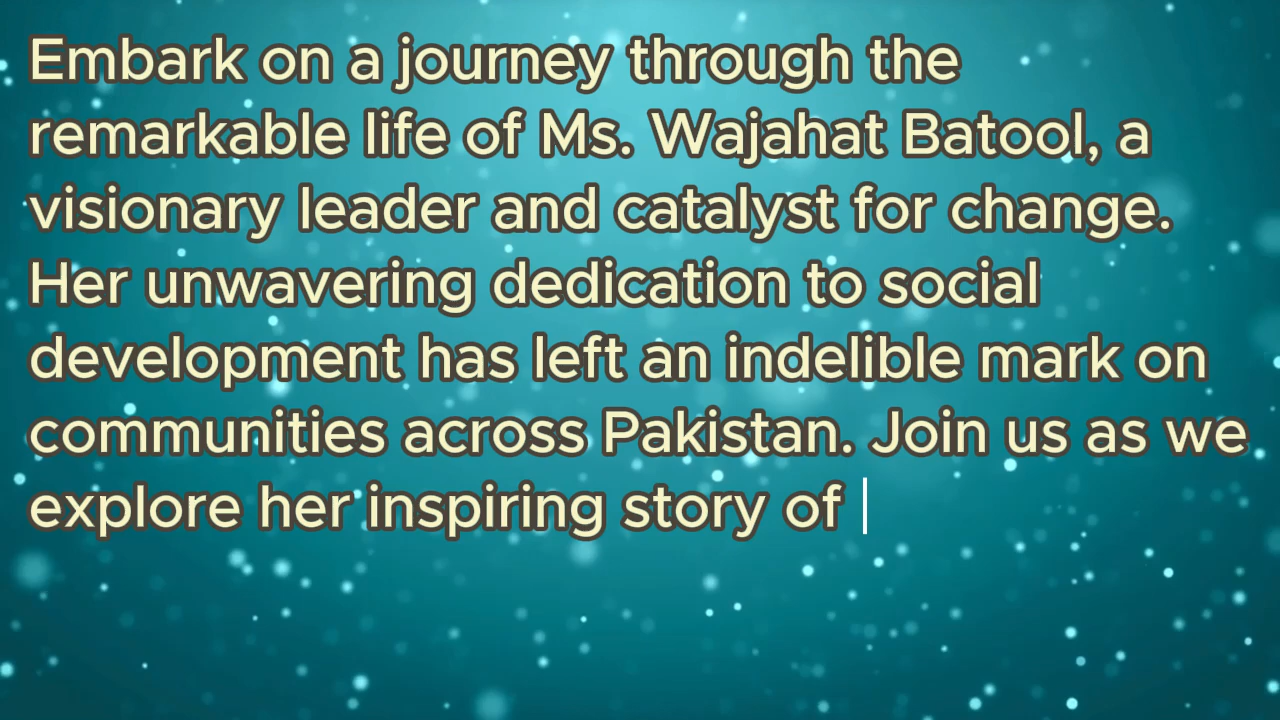 Embark on a journey through the
remarkable life of Ms. Wajahat Batool, a
visionary leader and catalyst for change.
Her unwavering dedication to social
development has left an indelible mark on
communities across Pakistan. Join us as we
explore her inspiring story of